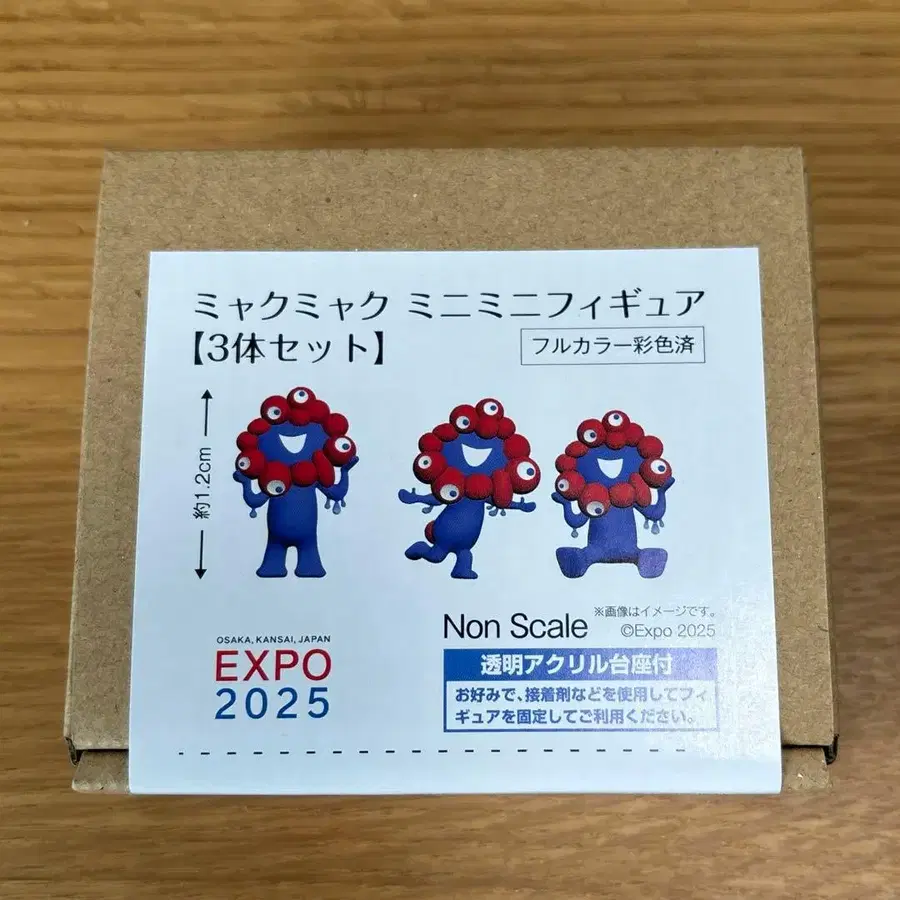 ミャクミャク ミニミニフィギュア
【3体セット】
フルカラー彩色済
約1.2cm
OSAKA, KANSAI, JAPAN
EXPO
2025
※画像はイメージです。
Non Scale
©Expo 2025
透明アクリル台座付
お好みで、接着剤などを使用してフィ
ギュアを固定してご利用ください。